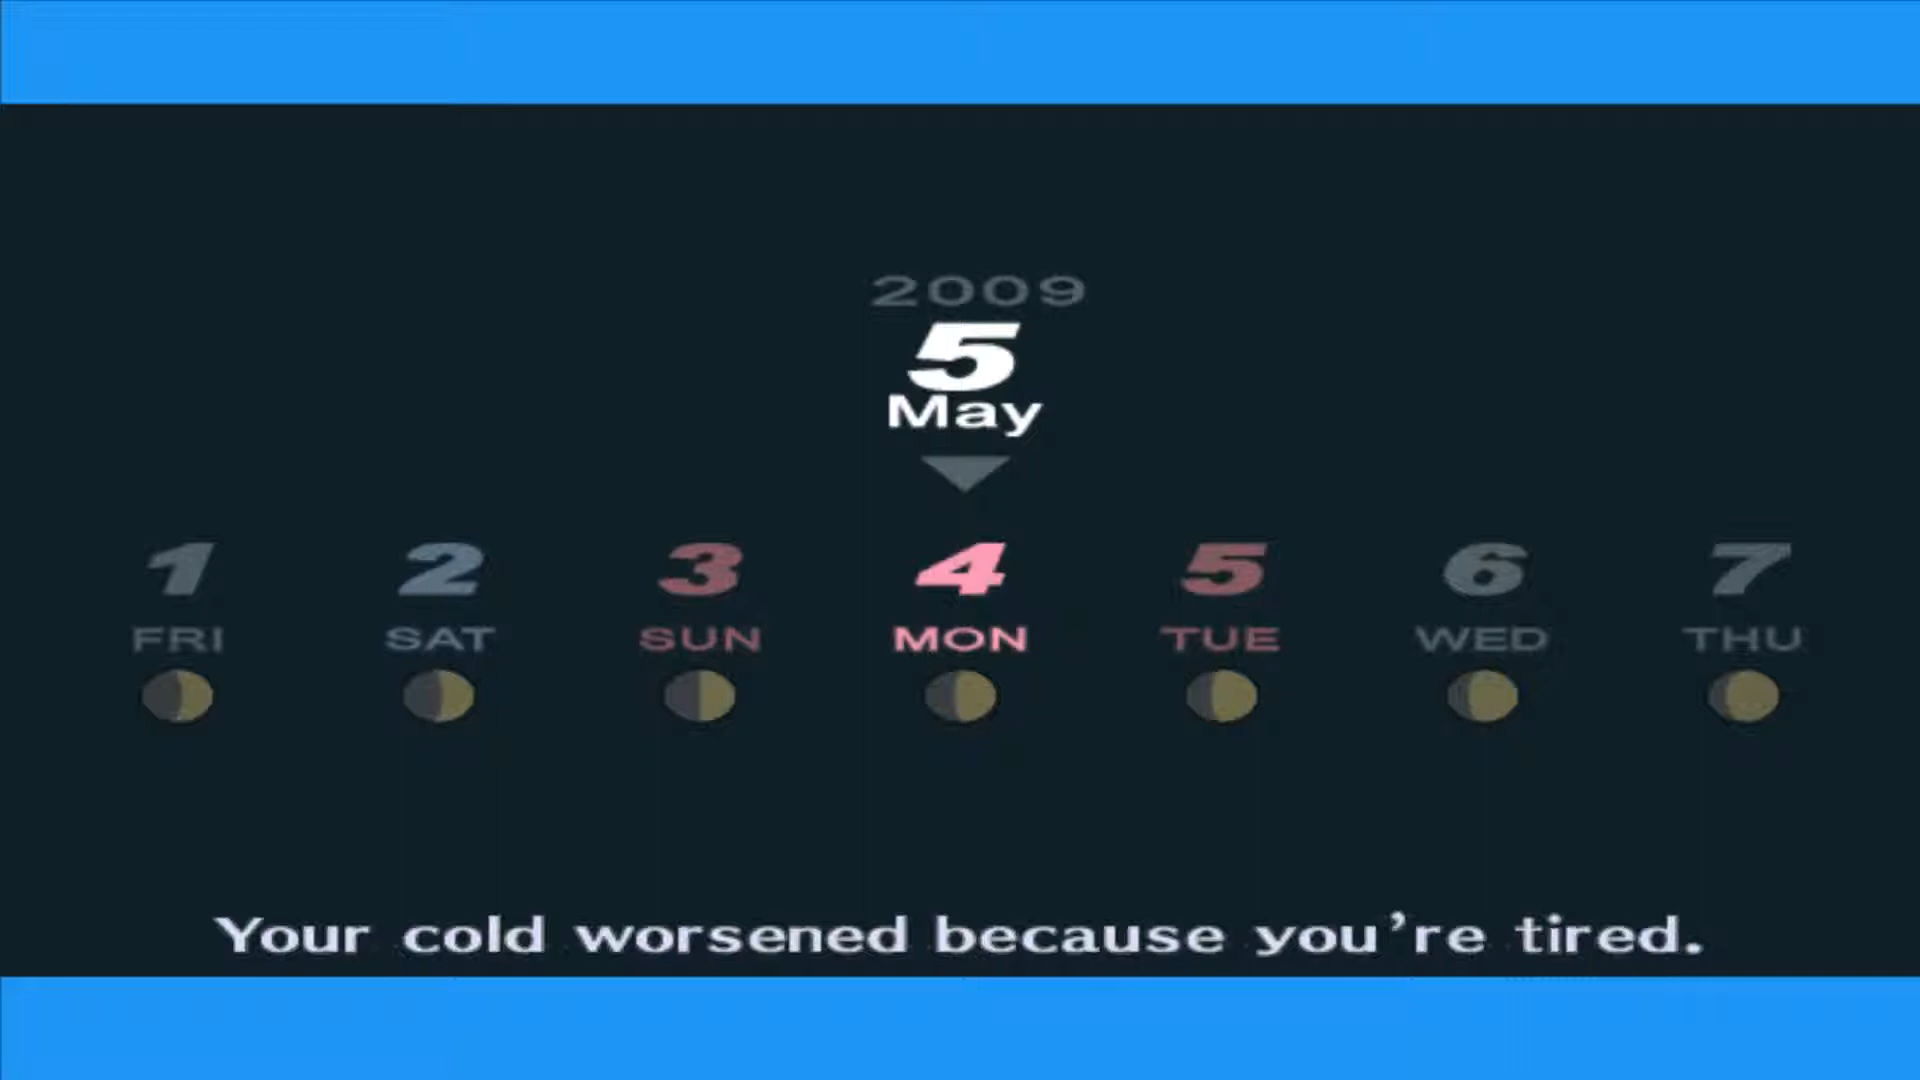 2009
5
May
1 2 3 4 5 6 7
FRI SAT SUN MON TUE WED THU
Your cold worsened because you're tired.